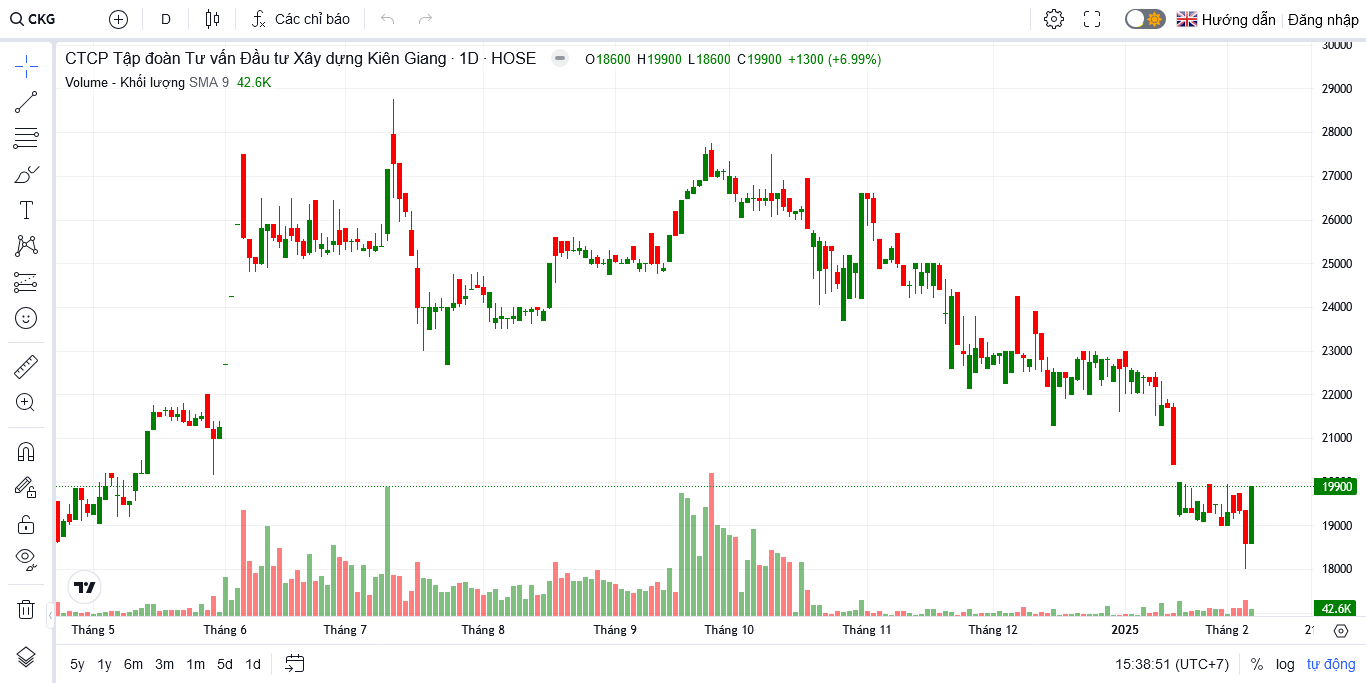 CKG D Các chỉ báo Hướng dẫn Đăng nhập
CTCP Tập đoàn Tư vấn Đầu tư Xây dựng Kiên Giang · 1D · HOSE O18600 H19900 L18600 C19900 +1300 (+6.99%)
Volume - Khối lượng SMA 9 42.6K
30000
29000
28000
27000
26000
25000
24000
23000
22000
21000
19900
19000
18000
42.6K
Tháng 5 Tháng 6 Tháng 7 Tháng 8 Tháng 9 Tháng 10 Tháng 11 Tháng 12 2025 Tháng 2
5y 1y 6m 3m 1m 5d 1d 15:38:51 (UTC+7) % log tự động